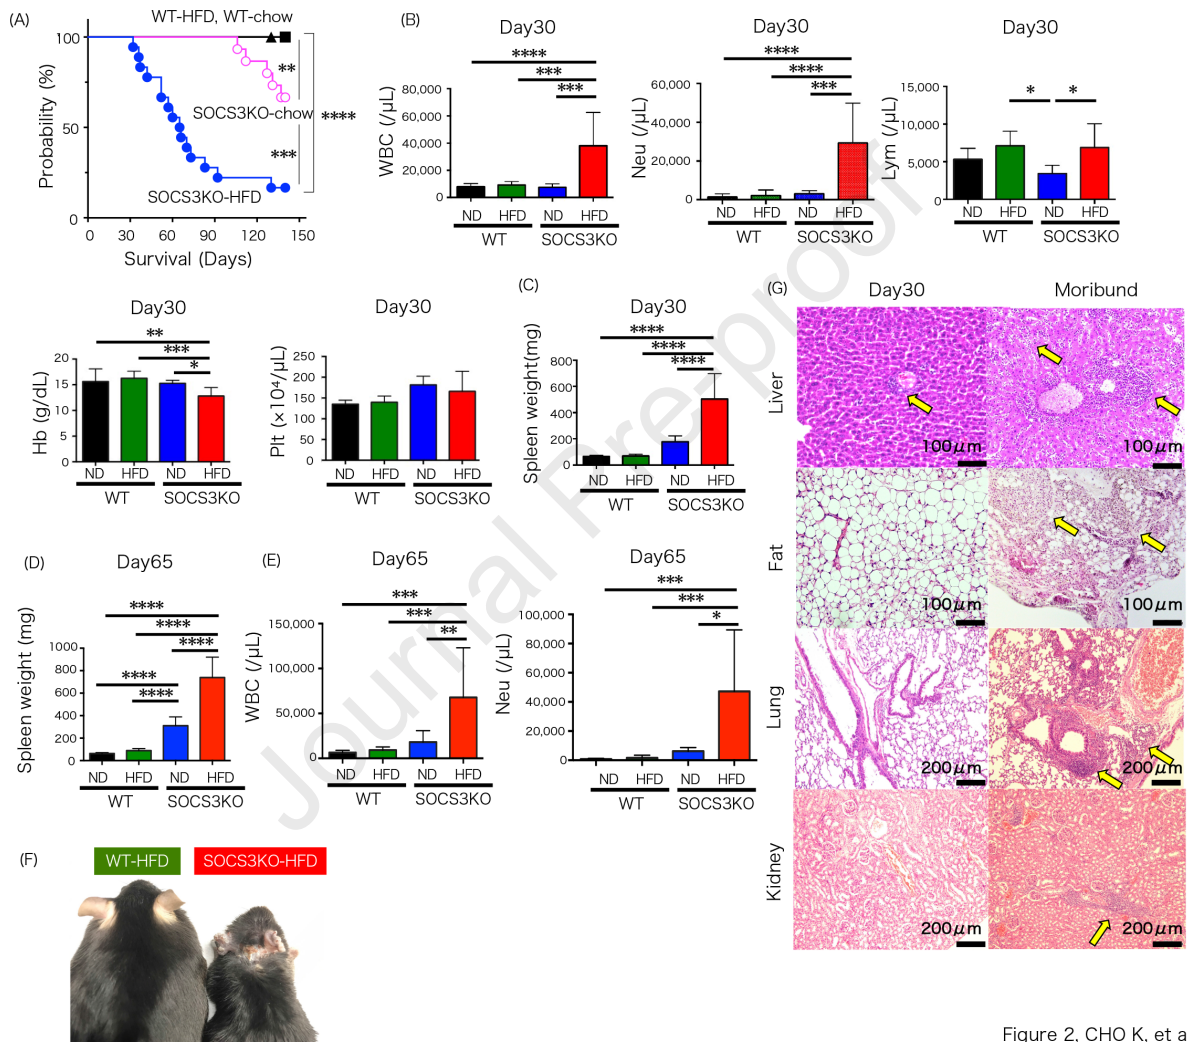 (A)
WT-HFD, WT-chow
100
50
0
Probability (%)
**
SOCS3KO-chow
****
***
SOCS3KO-HFD
0 30 60 90 120 150
Survival (Days)
(B)
Day30
****
***
***
WBC (/μL)
80,000
60,000
40,000
20,000
0
ND HFD ND HFD
WT SOCS3KO
Day30
****
****
***
Neu (/μL)
60,000
40,000
20,000
0
ND HFD ND HFD
WT SOCS3KO
Day30
* *
Lym (/μL)
15,000
10,000
5,000
0
ND HFD ND HFD
WT SOCS3KO
Day30
**
***
*
Hb (g/dL)
20
15
10
5
0
ND HFD ND HFD
WT SOCS3KO
Day30
Plt (×10⁴/μL)
250
200
150
100
50
0
ND HFD ND HFD
WT SOCS3KO
(C)
Day30
****
****
****
Spleen weight(mg)
800
600
400
200
0
ND HFD ND HFD
WT SOCS3KO
(D)
Day65
****
****
****
****
****
Spleen weight (mg)
1000
800
600
400
200
0
ND HFD ND HFD
WT SOCS3KO
(E)
Day65
***
***
**
WBC (/μL)
150,000
100,000
50,000
0
ND HFD ND HFD
WT SOCS3KO
Day65
***
***
*
Neu (/μL)
100,000
80,000
60,000
40,000
20,000
0
ND HFD ND HFD
WT SOCS3KO
(F)
WT-HFD SOCS3KO-HFD
(G)
Day30 Moribund
Liver
100μm 100μm
Fat
100μm 100μm
Lung
200μm 200μm
Kidney
200μm 200μm
Journal Pre-proof
Figure 2, CHO K, et a